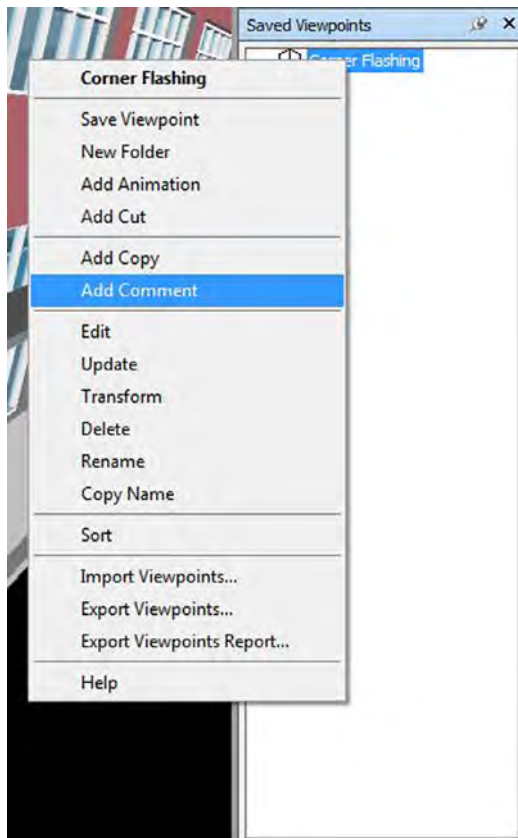 Saved Viewpoints
Corner Flashing
Corner Flashing
Save Viewpoint
New Folder
Add Animation
Add Cut
Add Copy
Add Comment
Edit
Update
Transform
Delete
Rename
Copy Name
Sort
Import Viewpoints...
Export Viewpoints...
Export Viewpoints Report...
Help